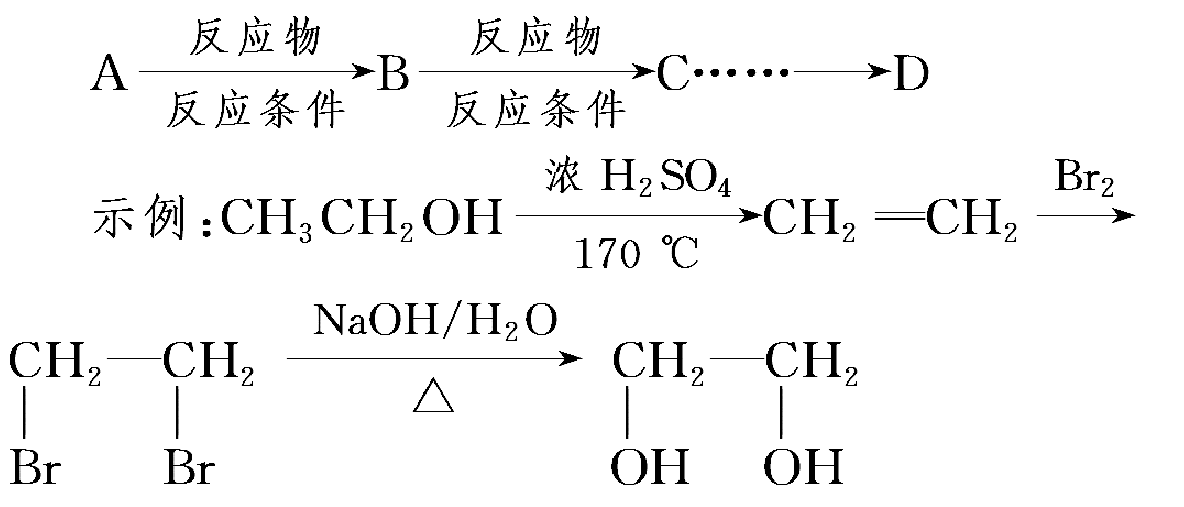 A 反应物 反应条件 → B 反应物 反应条件 → C……→D
示例:CH₃CH₂OH 浓 H₂SO₄ 170 ℃ → CH₂=CH₂ Br₂ →
CH₂—CH₂ NaOH/H₂O △ → CH₂—CH₂
Br Br OH OH